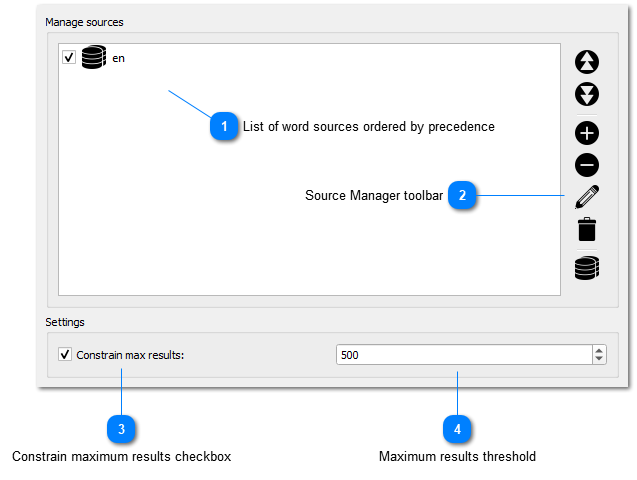 Manage sources
en
1 List of word sources ordered by precedence
Source Manager toolbar 2
Settings
Constrain max results: 500
3 4
Constrain maximum results checkbox Maximum results threshold